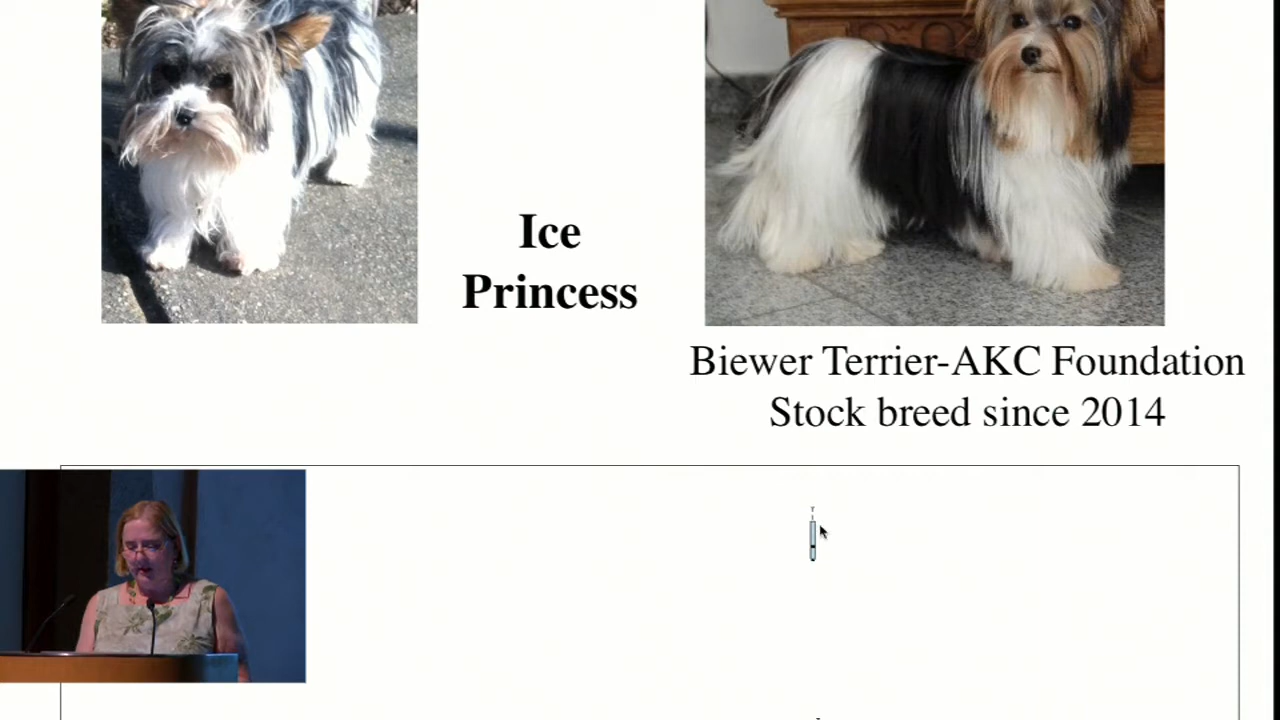 Ice
Princess
Biewer Terrier-AKC Foundation
Stock breed since 2014